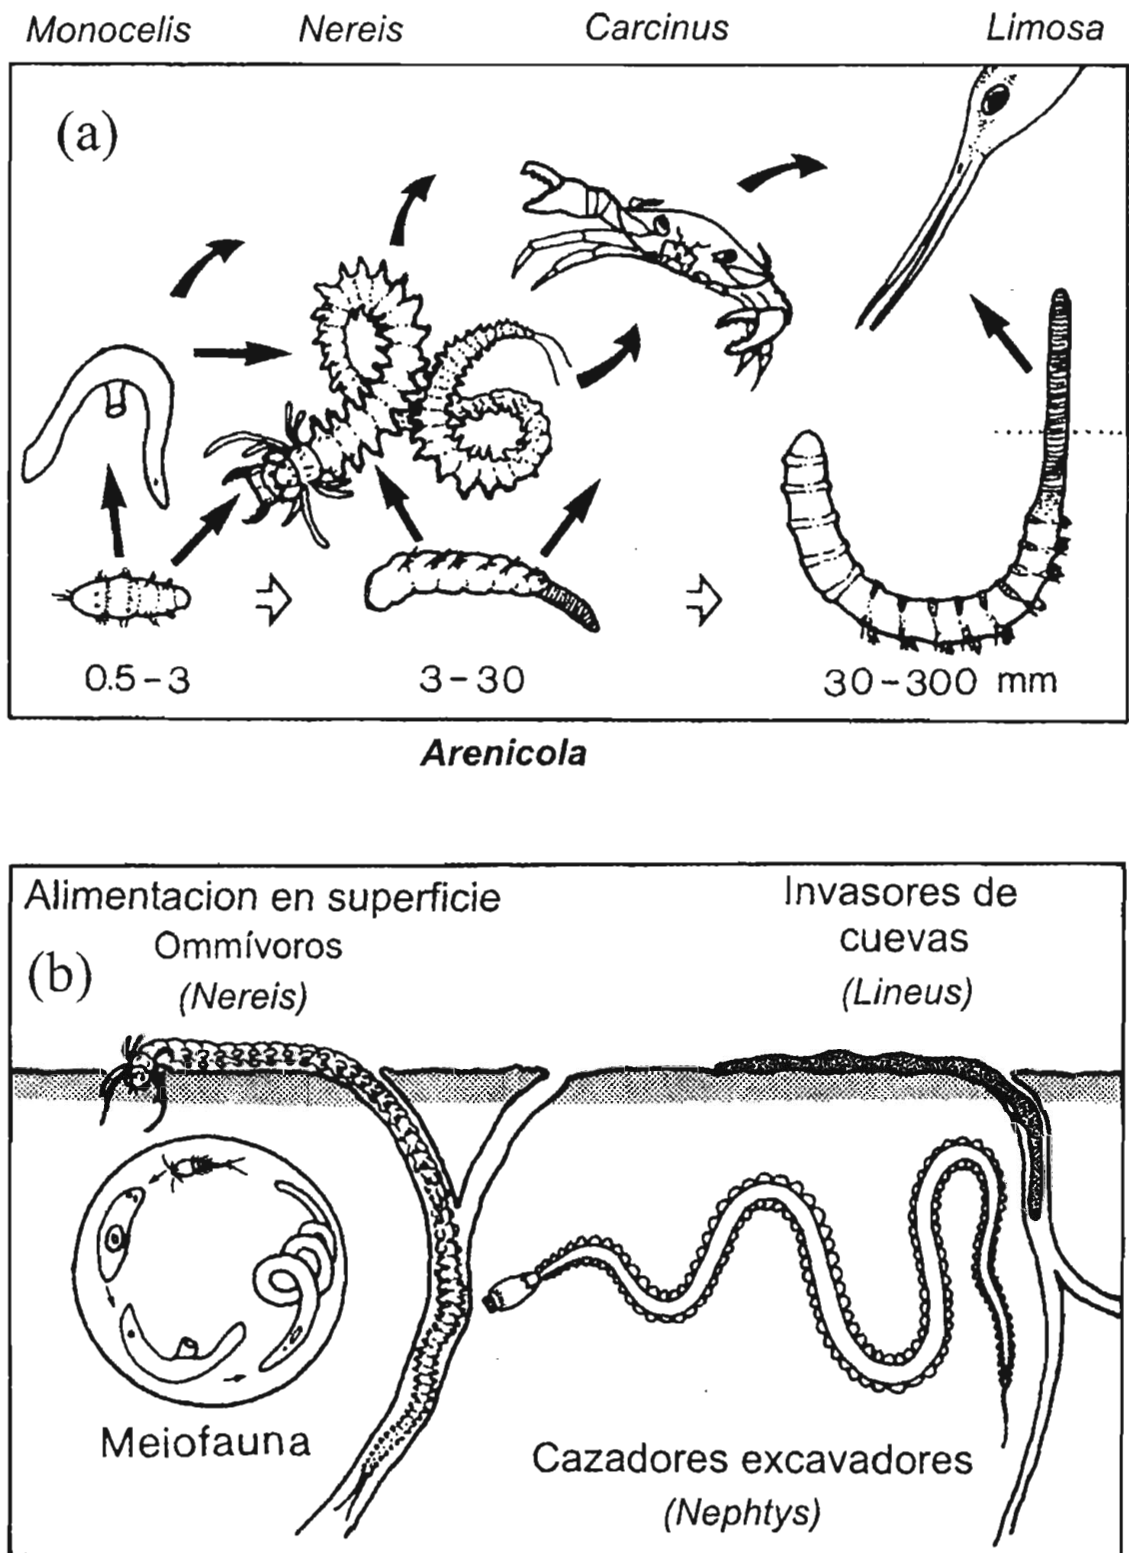 Monocelis Nereis Carcinus Limosa
(a)
0.5-3 3-30 30-300 mm
Arenicola
Alimentacion en superficie
Ommívoros
(Nereis)
Invasores de
cuevas
(Lineus)
(b)
Meiofauna
Cazadores excavadores
(Nephtys)